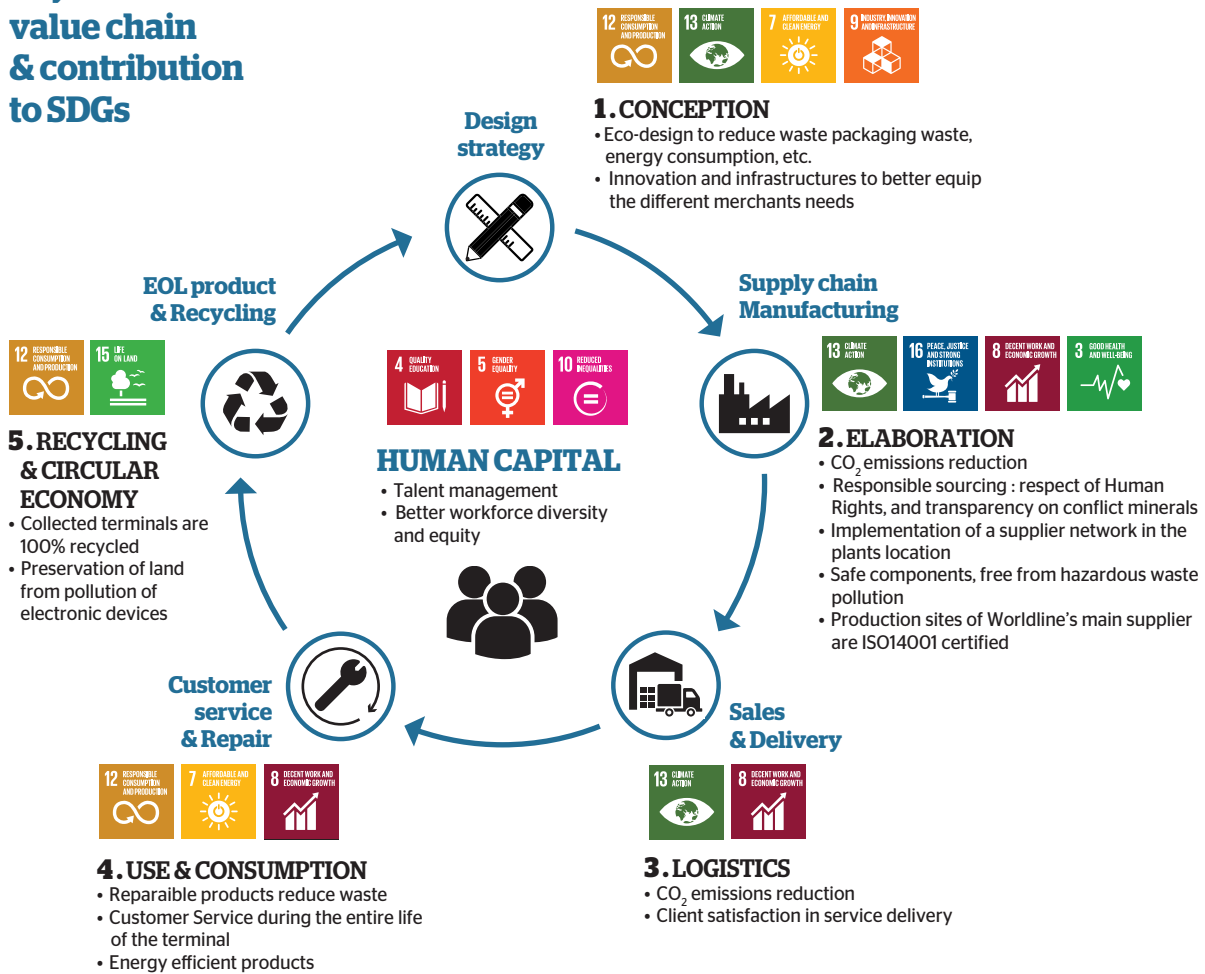 value chain
& contribution
to SDGs
12 RESPONSIBLE
CONSUMPTION
AND PRODUCTION
13 CLIMATE
ACTION
7 AFFORDABLE AND
CLEAN ENERGY
9 INDUSTRY, INNOVATION
AND INFRASTRUCTURE
1. CONCEPTION
• Eco-design to reduce waste packaging waste,
energy consumption, etc.
• Innovation and infrastructures to better equip
the different merchants needs
Design
strategy
Supply chain
Manufacturing
13 CLIMATE
ACTION
16 PEACE, JUSTICE
AND STRONG
INSTITUTIONS
8 DECENT WORK AND
ECONOMIC GROWTH
3 GOOD HEALTH
AND WELL-BEING
2. ELABORATION
• CO2 emissions reduction
• Responsible sourcing : respect of Human
Rights, and transparency on conflict minerals
• Implementation of a supplier network in the
plants location
• Safe components, free from hazardous waste
pollution
• Production sites of Worldline's main supplier
are ISO14001 certified
Sales
& Delivery
13 CLIMATE
ACTION
8 DECENT WORK AND
ECONOMIC GROWTH
3. LOGISTICS
• CO2 emissions reduction
• Client satisfaction in service delivery
Customer
service
& Repair
12 RESPONSIBLE
CONSUMPTION
AND PRODUCTION
7 AFFORDABLE AND
CLEAN ENERGY
8 DECENT WORK AND
ECONOMIC GROWTH
4. USE & CONSUMPTION
• Reparaible products reduce waste
• Customer Service during the entire life
of the terminal
• Energy efficient products
EOL product
& Recycling
12 RESPONSIBLE
CONSUMPTION
AND PRODUCTION
15 LIFE
ON LAND
5. RECYCLING
& CIRCULAR
ECONOMY
• Collected terminals are
100% recycled
• Preservation of land
from pollution of
electronic devices
4 QUALITY
EDUCATION
5 GENDER
EQUALITY
10 REDUCED
INEQUALITIES
HUMAN CAPITAL
• Talent management
• Better workforce diversity
and equity